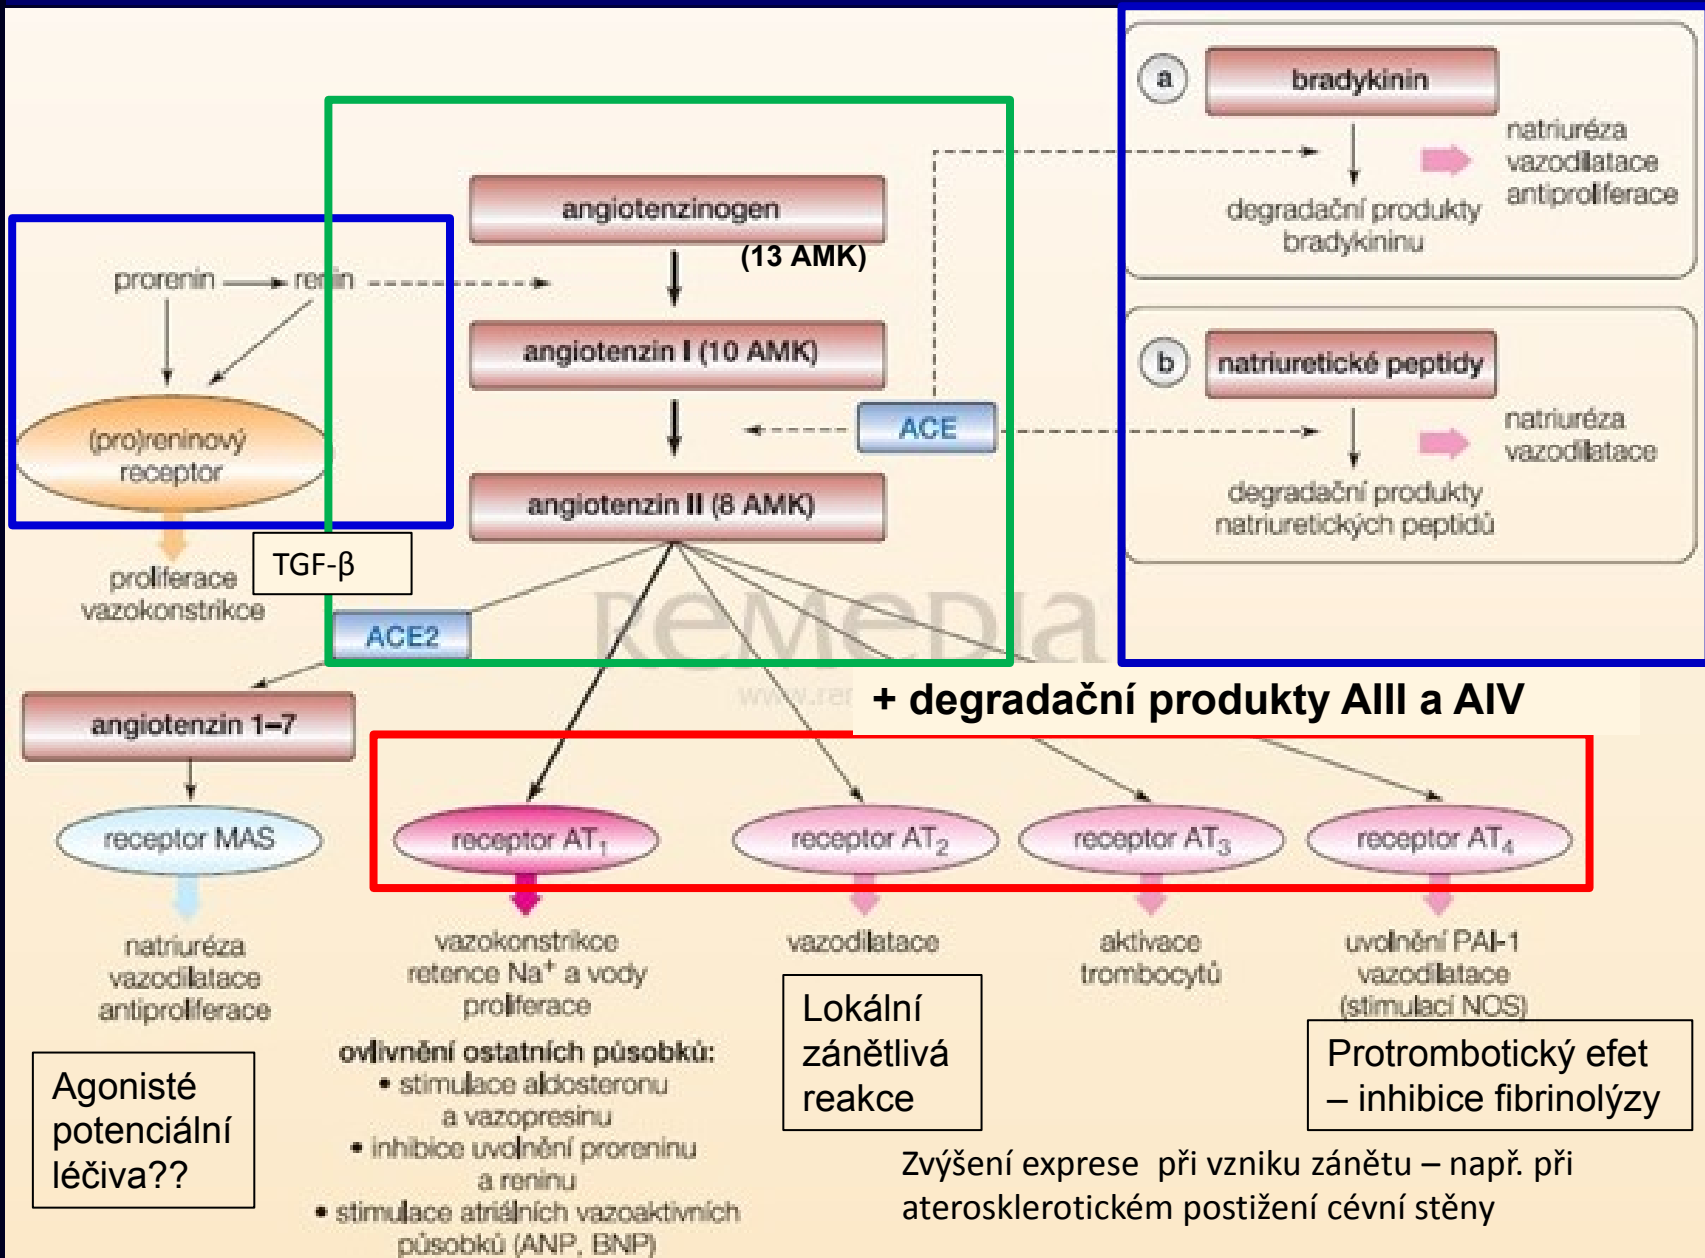 a
bradykinin
natriuréza
vazodilatace
antiproliferace
degradační produkty
bradykininu
angiotenzinogen
(13 AMK)
prorenin
renin
angiotenzin I (10 AMK)
b
natriuretické peptidy
ACE
natriuréza
vazodilatace
(pro)reninový
receptor
degradační produkty
natriuretických peptidů
angiotenzin II (8 AMK)
TGF-β
proliferace
vazokonstrikce
ACE2
ReMedia
www.rem
+ degradační produkty AIII a AIV
angiotenzin 1–7
receptor MAS
receptor AT1
receptor AT2
receptor AT3
receptor AT4
natriuréza
vazodilatace
antiproliferace
vazokonstrikce
retence Na+ a vody
proliferace
vazodilatace
aktivace
trombocytů
uvolnění PAI-1
vazodilatace
(stimulací NOS)
ovlivnění ostatních působků:
• stimulace aldosteronu
a vazopresinu
• inhibice uvolnění proreninu
a reninu
• stimulace atriálních vazoaktivních
působků (ANP, BNP)
Agonisté
potenciální
léčiva??
Lokální
zánětlivá
reakce
Protrombotický efet
– inhibice fibrinolýzy
Zvýšení exprese při vzniku zánětu – např. při
aterosklerotickém postižení cévní stěny